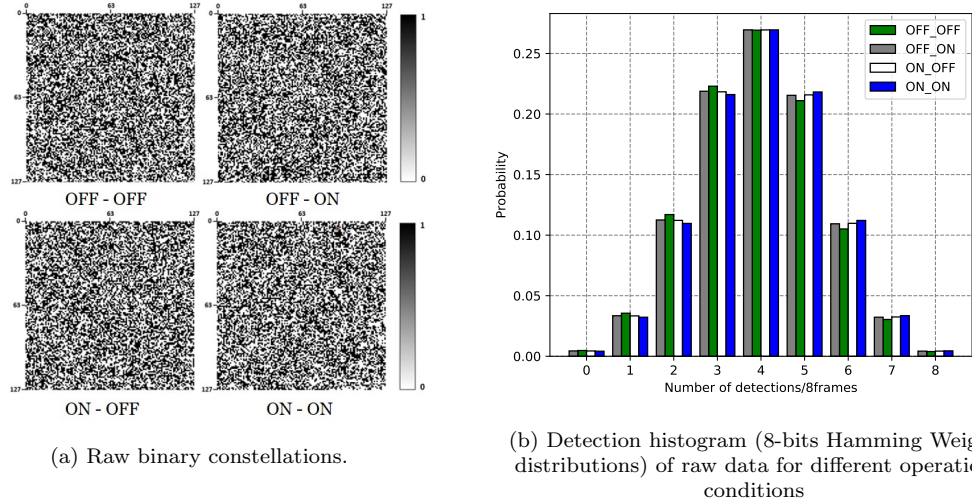 0
63
127
0
63
127
1
0
63
127
0
63
127
0
OFF - OFF
OFF - ON
0
63
127
0
63
127
1
0
63
127
0
63
127
0
ON - OFF
ON - ON
(a) Raw binary constellations.
OFF_OFF
OFF_ON
ON_OFF
ON_ON
0.25
0.20
0.15
0.10
0.05
0.00
Probability
0 1 2 3 4 5 6 7 8
Number of detections/8frames
(b) Detection histogram (8-bits Hamming Weig
distributions) of raw data for different operatio
conditions